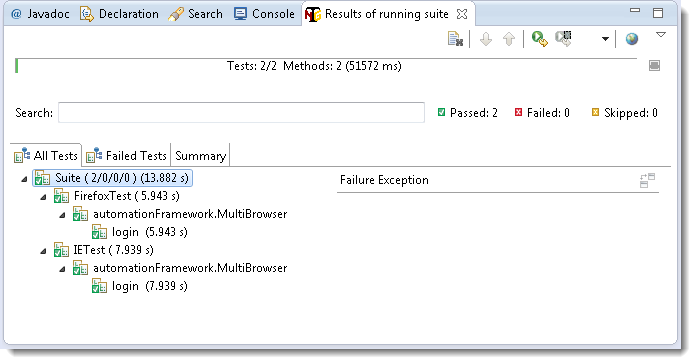 @ Javadoc Declaration Search Console Results of running suite
Tests: 2/2 Methods: 2 (51572 ms)
Search: Passed: 2 Failed: 0 Skipped: 0
All Tests Failed Tests Summary
Suite ( 2/0/0/0 ) (13.882 s)
Failure Exception
FirefoxTest ( 5.943 s)
automationFramework.MultiBrowser
login (5.943 s)
IETest ( 7.939 s)
automationFramework.MultiBrowser
login (7.939 s)